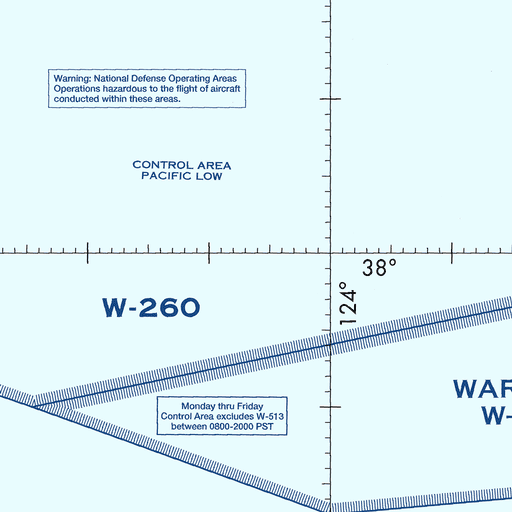 Warning: National Defense Operating Areas
Operations hazardous to the flight of aircraft
conducted within these areas.
CONTROL AREA
PACIFIC LOW
38°
124°
W-260
Monday thru Friday
Control Area excludes W-513
between 0800-2000 PST
WAR
W-